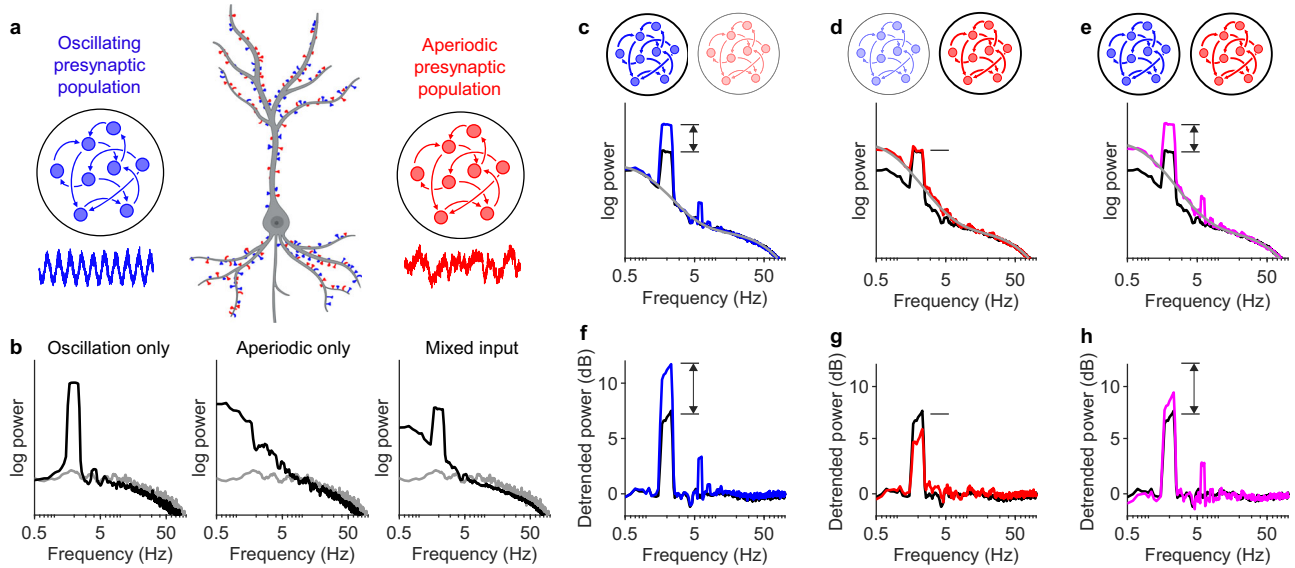 a
Oscillating
presynaptic
population
Aperiodic
presynaptic
population
b
Oscillation only
Aperiodic only
Mixed input
log power
log power
log power
0.5 5 50
0.5 5 50
0.5 5 50
Frequency (Hz)
Frequency (Hz)
Frequency (Hz)
c
log power
0.5 5 50
Frequency (Hz)
d
log power
0.5 5 50
Frequency (Hz)
e
log power
0.5 5 50
Frequency (Hz)
f
Detrended power (dB)
10
5
0
0.5 5 50
Frequency (Hz)
g
Detrended power (dB)
10
5
0
0.5 5 50
Frequency (Hz)
h
Detrended power (dB)
10
5
0
0.5 5 50
Frequency (Hz)